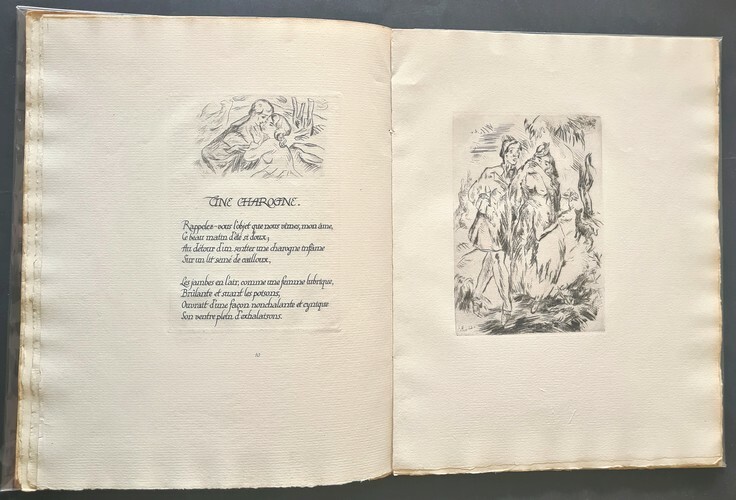 UNE CHAROGNE.
Rappelez-vous l'objet que nous vîmes, mon âme,
Ce beau matin d'été si doux,
Au détour d'un sentier une charogne infâme
Sur un lit semé de cailloux,
Les jambes en l'air, comme une femme lubrique,
Brûlante et suant les poisons,
Ouvrait d'une façon nonchalante et cynique
Son ventre plein d'exhalaisons.